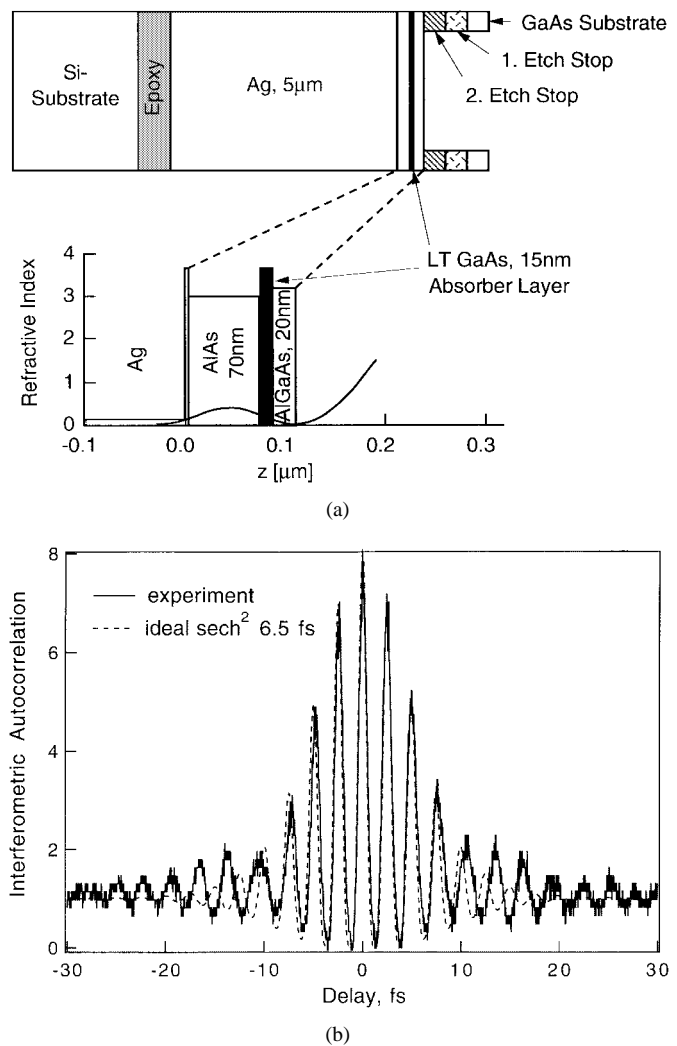 GaAs Substrate
1. Etch Stop
2. Etch Stop
Si-
Substrate
Epoxy
Ag, 5μm
LT GaAs, 15nm
Absorber Layer
Refractive Index
4
3
2
1
0
Ag
AlAs
70nm
AlGaAs, 20nm
-0.1
0.0
0.1
0.2
0.3
z [μm]
(a)
Interferometric Autocorrelation
8
6
4
2
0
experiment
ideal sech2 6.5 fs
-30
-20
-10
0
10
20
30
Delay, fs
(b)